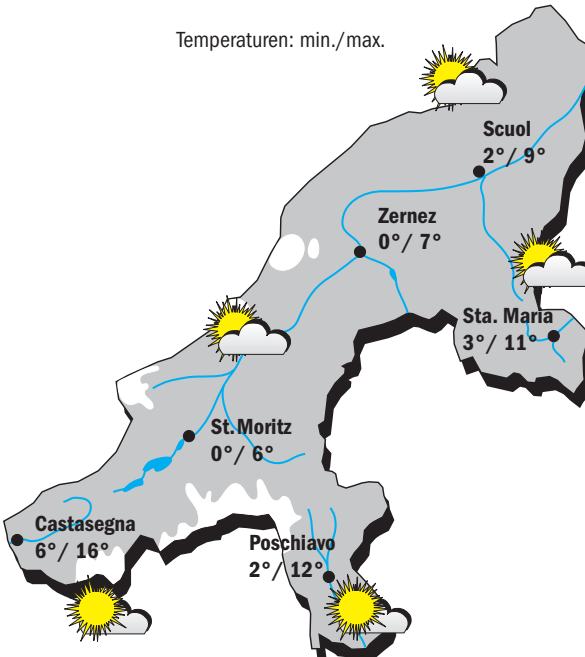 Temperaturen: min./max.
Scuol
2°/ 9°
Zernez
0°/ 7°
Sta. Maria
3°/ 11°
St. Moritz
0°/ 6°
Castasegna
6°/ 16°
Poschiavo
2°/ 12°